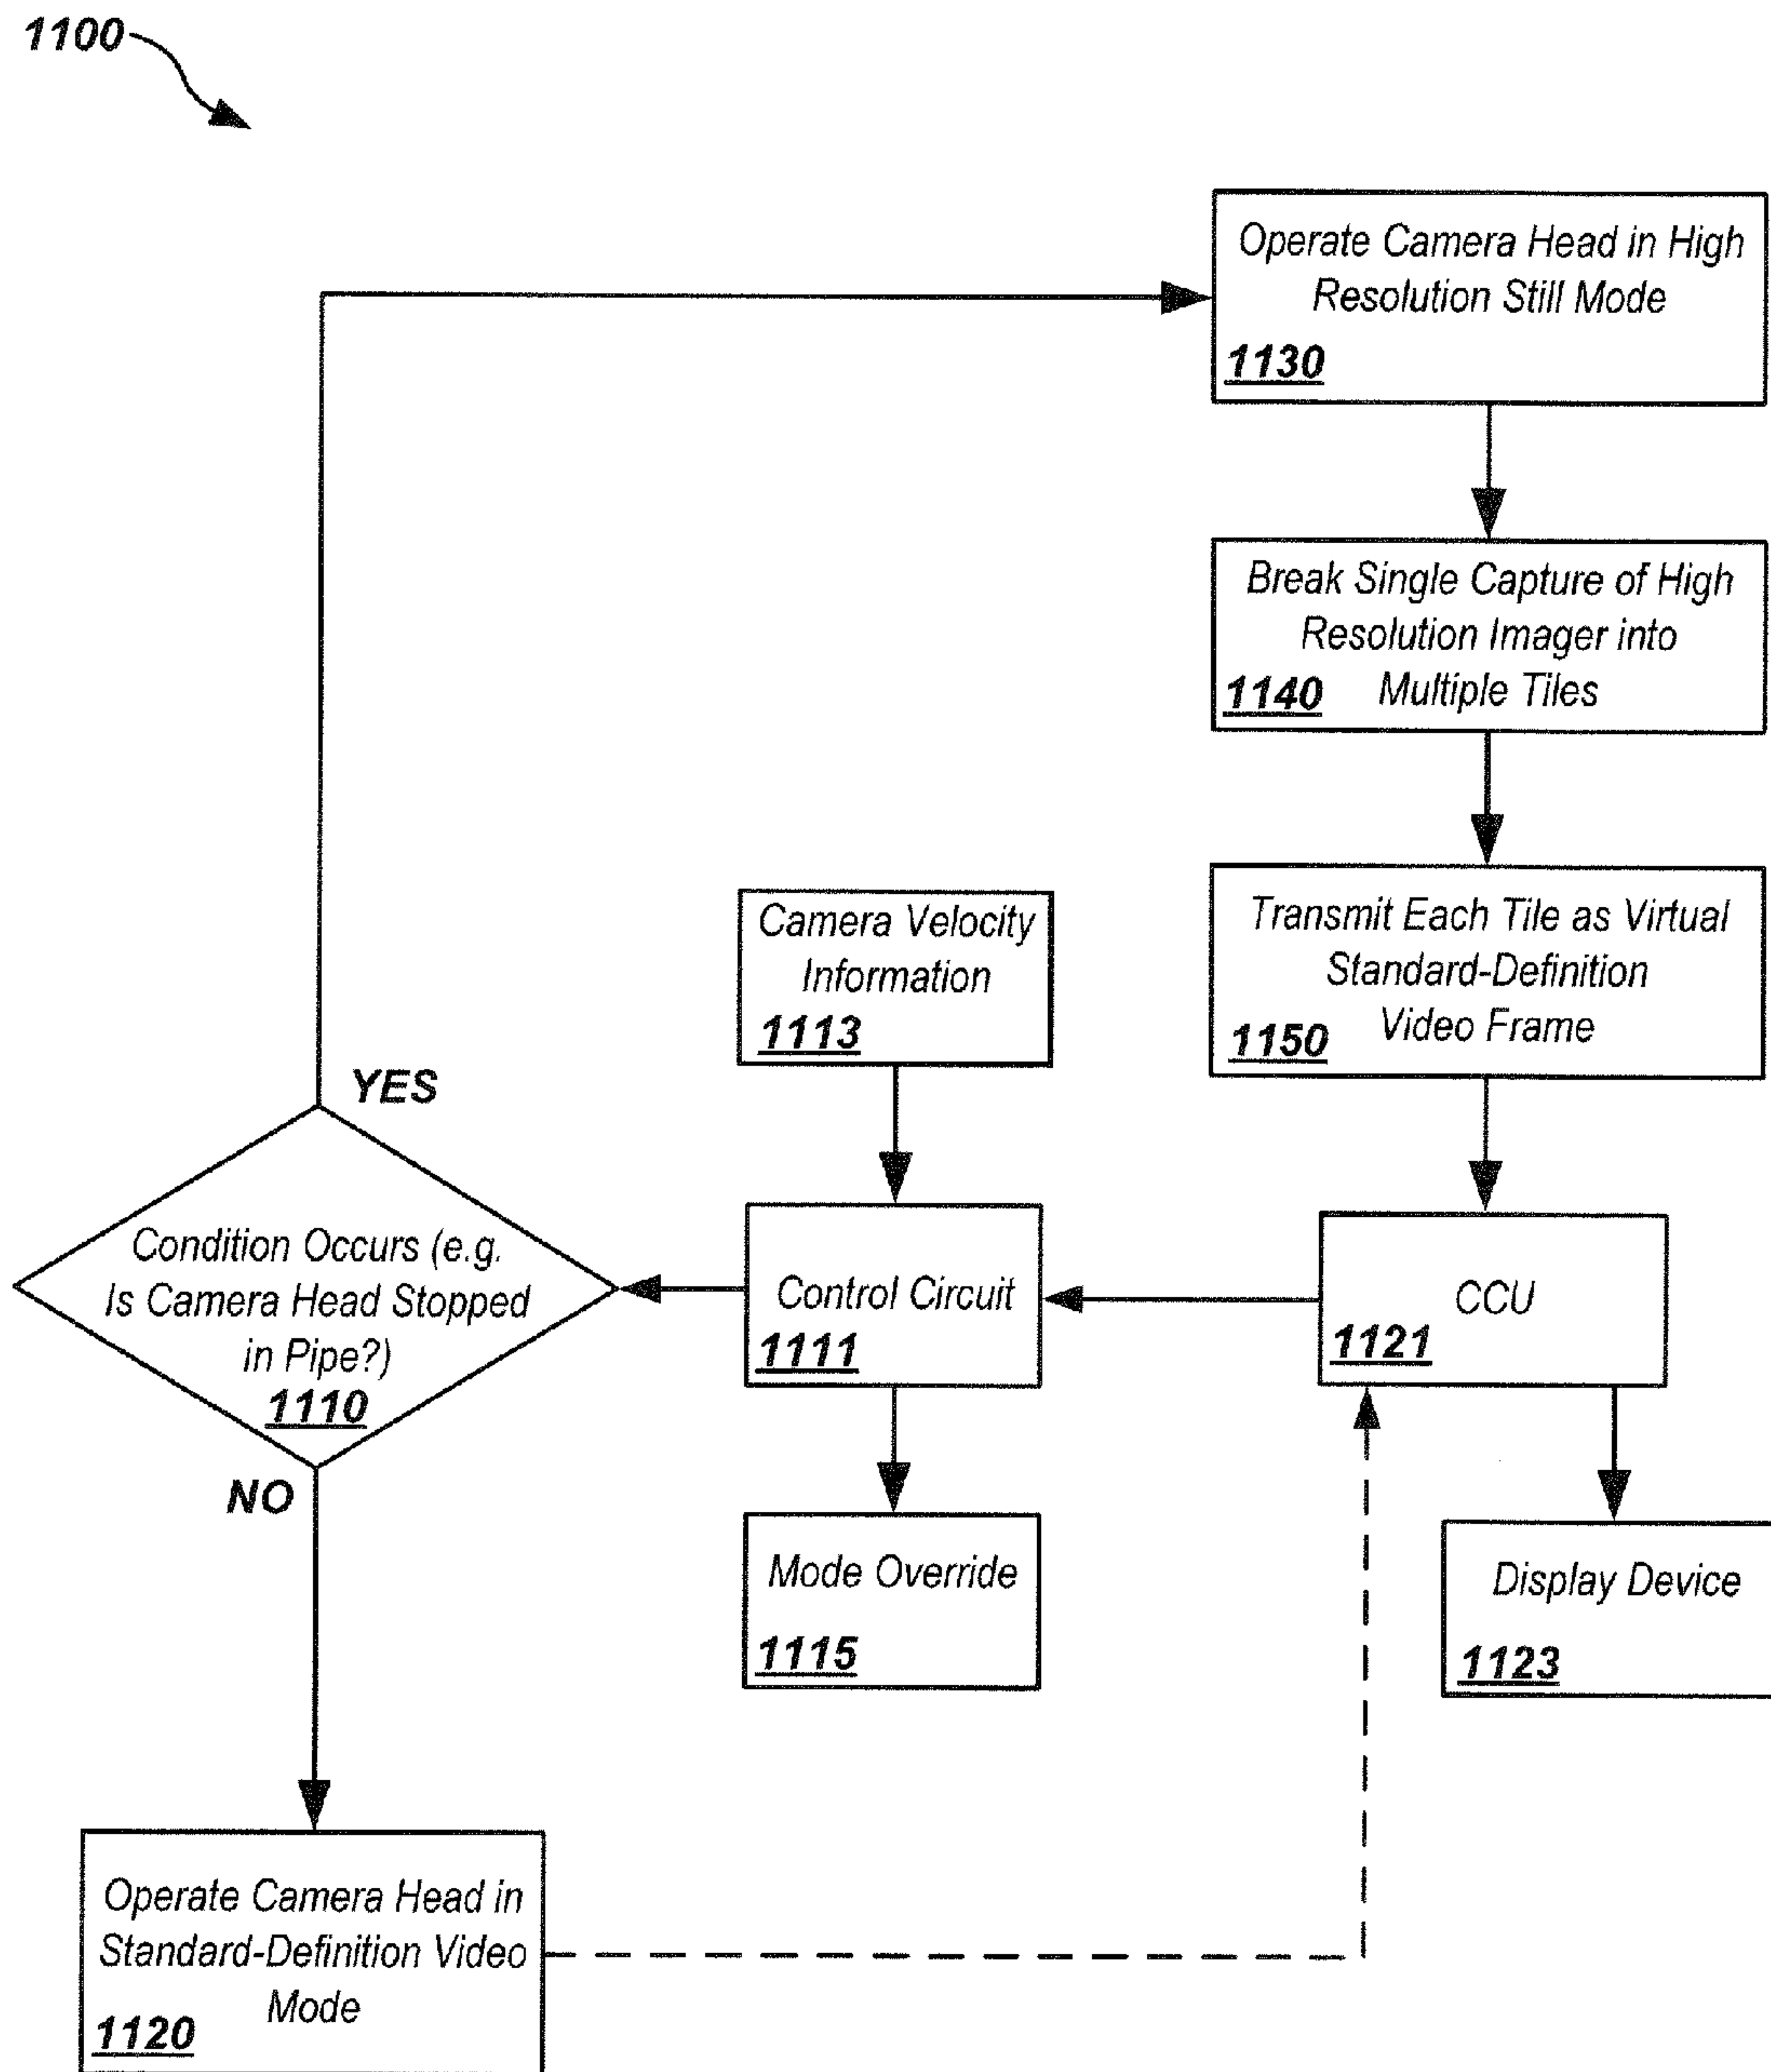 1100
Operate Camera Head in High
Resolution Still Mode
1130
Break Single Capture of High
Resolution Imager into
1140 Multiple Tiles
Transmit Each Tile as Virtual
Standard-Definition
Video Frame
1150
Camera Velocity
Information
1113
YES
Condition Occurs (e.g.
Is Camera Head Stopped
in Pipe?)
1110
Control Circuit
1111
CCU
1121
NO
Mode Override
1115
Display Device
1123
Operate Camera Head in
Standard-Definition Video
Mode
1120